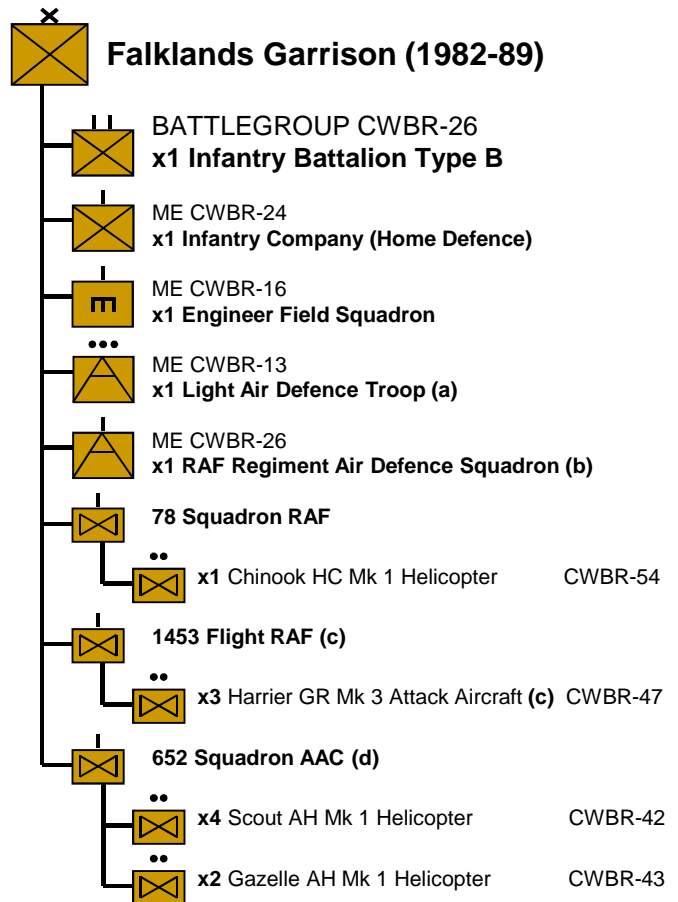 Falklands Garrison (1982-89)
BATTLEGROUP CWBR-26
x1 Infantry Battalion Type B
ME CWBR-24
x1 Infantry Company (Home Defence)
ME CWBR-16
x1 Engineer Field Squadron
ME CWBR-13
x1 Light Air Defence Troop (a)
ME CWBR-26
x1 RAF Regiment Air Defence Squadron (b)
78 Squadron RAF
x1 Chinook HC Mk 1 Helicopter CWBR-54
1453 Flight RAF (c)
x3 Harrier GR Mk 3 Attack Aircraft (c) CWBR-47
652 Squadron AAC (d)
x4 Scout AH Mk 1 Helicopter CWBR-42
x2 Gazelle AH Mk 1 Helicopter CWBR-43